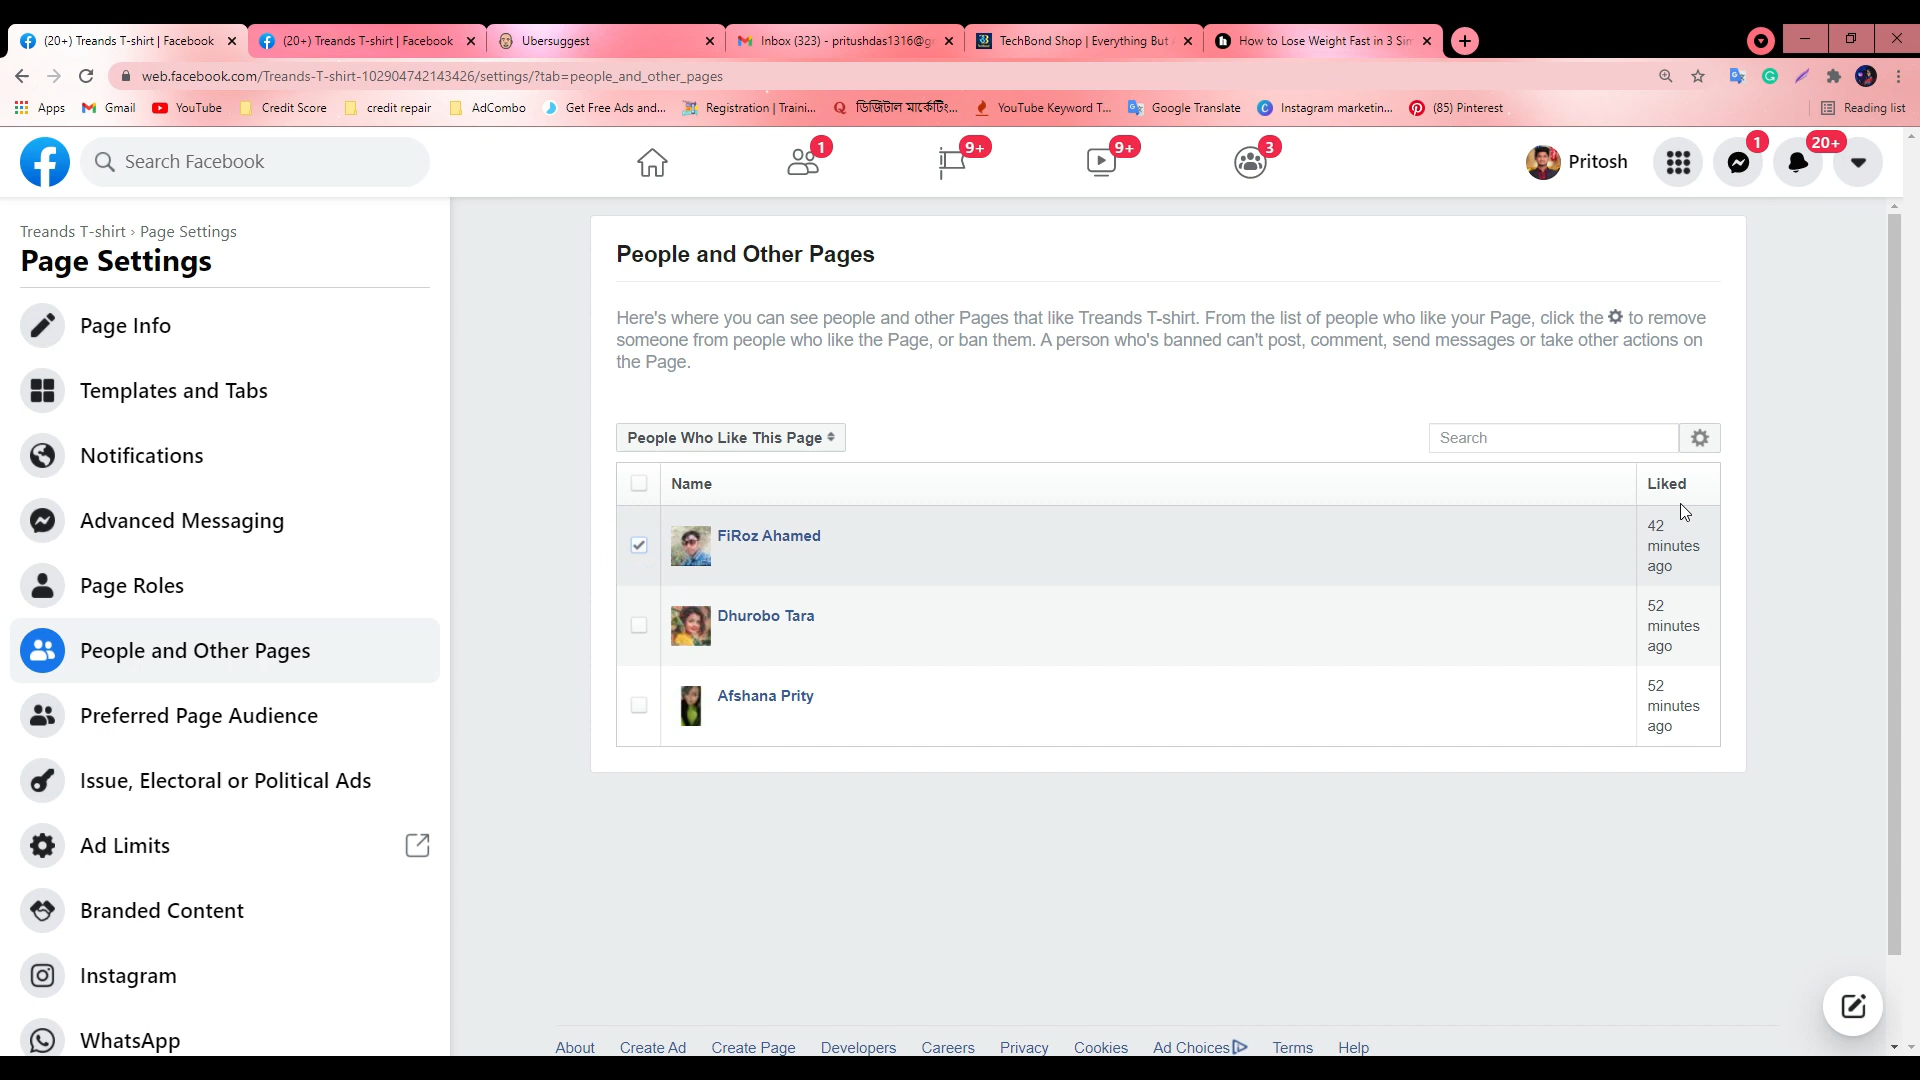 (20+) Treands T-shirt | Facebook
(20+) Treands T-shirt | Facebook
Ubersuggest
Inbox (323) - pritushdas1316@g
TechBond Shop | Everything But
How to Lose Weight Fast in 3 Sim
web.facebook.com/Treands-T-shirt-102904742143426/settings/?tab=people_and_other_pages
Apps
Gmail
YouTube
Credit Score
credit repair
AdCombo
Get Free Ads and...
Registration | Traini...
ডিজিটাল মার্কেটিং...
YouTube Keyword T...
Google Translate
Instagram marketin...
(85) Pinterest
Reading list
Search Facebook
1
9+
9+
3
Pritosh
1
20+
Treands T-shirt › Page Settings
Page Settings
Page Info
Templates and Tabs
Notifications
Advanced Messaging
Page Roles
People and Other Pages
Preferred Page Audience
Issue, Electoral or Political Ads
Ad Limits
Branded Content
Instagram
WhatsApp
People and Other Pages
Here's where you can see people and other Pages that like Treands T-shirt. From the list of people who like your Page, click the to remove
someone from people who like the Page, or ban them. A person who's banned can't post, comment, send messages or take other actions on
the Page.
People Who Like This Page
Search
Name
Liked
FiRoz Ahamed
42
minutes
ago
Dhurobo Tara
52
minutes
ago
Afshana Prity
52
minutes
ago
About
Create Ad
Create Page
Developers
Careers
Privacy
Cookies
Ad Choices
Terms
Help